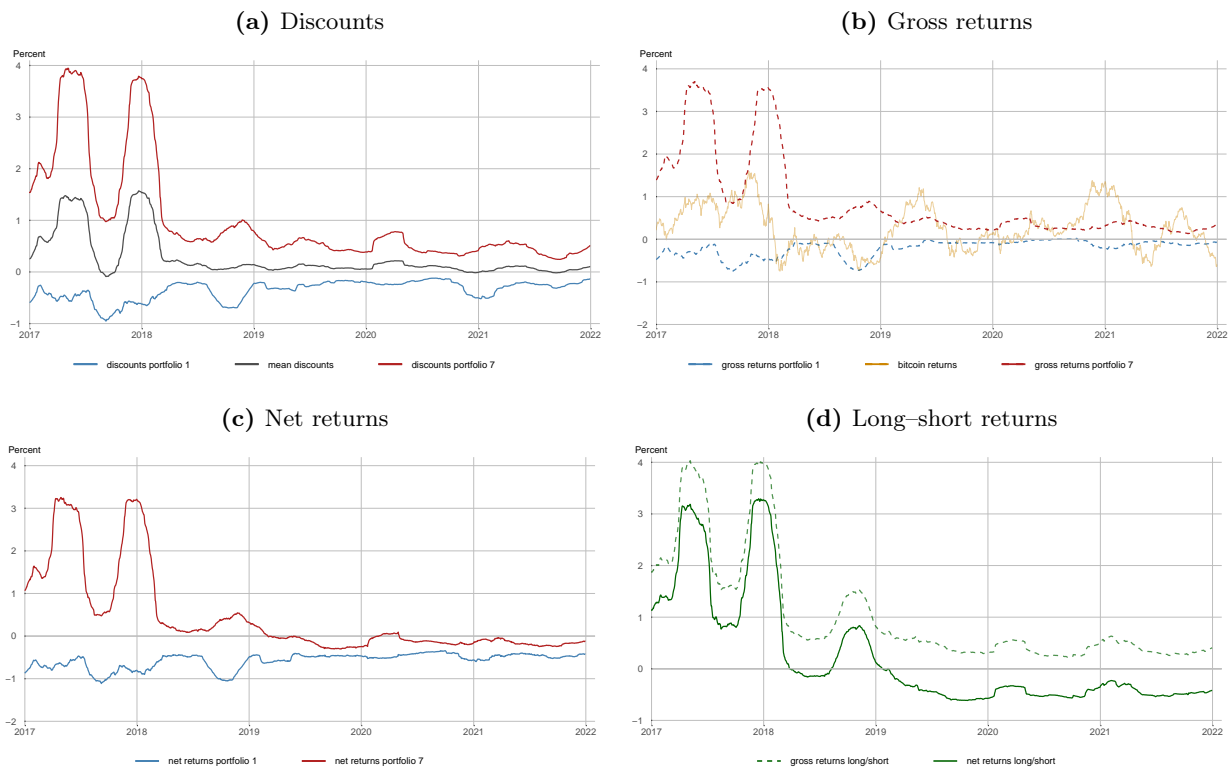 (a) Discounts
Percent
4
3
2
1
0
−1
2017 2018 2019 2020 2021 2022
discounts portfolio 1 mean discounts discounts portfolio 7
(b) Gross returns
Percent
4
3
2
1
0
−1
−2
2017 2018 2019 2020 2021 2022
gross returns portfolio 1 bitcoin returns gross returns portfolio 7
(c) Net returns
Percent
4
3
2
1
0
−1
−2
2017 2018 2019 2020 2021 2022
net returns portfolio 1 net returns portfolio 7
(d) Long–short returns
Percent
4
3
2
1
0
−1
2017 2018 2019 2020 2021 2022
gross returns long/short net returns long/short